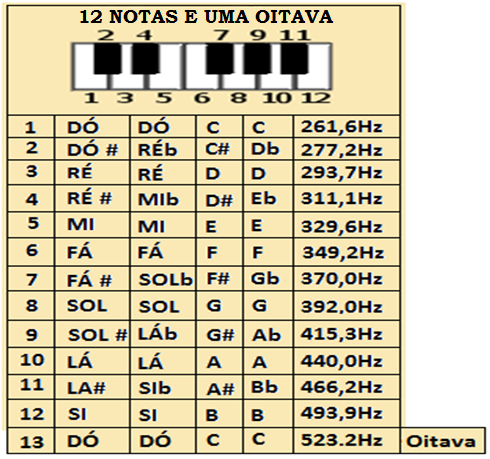 12 NOTAS E UMA OITAVA
2 4 7 9 11
1 3 5 6 8 10 12
1 DÓ DÓ C C 261,6Hz
2 DÓ # RÉb C# Db 277,2Hz
3 RÉ RÉ D D 293,7Hz
4 RÉ # MIb D# Eb 311,1Hz
5 MI MI E E 329,6Hz
6 FÁ FÁ F F 349,2Hz
7 FÁ # SOLb F# Gb 370,0Hz
8 SOL SOL G G 392.0Hz
9 SOL # LÁb G# Ab 415,3Hz
10 LÁ LÁ A A 440,0Hz
11 LA# SIb A# Bb 466,2Hz
12 SI SI B B 493,9Hz
13 DÓ DÓ C C 523.2Hz Oitava